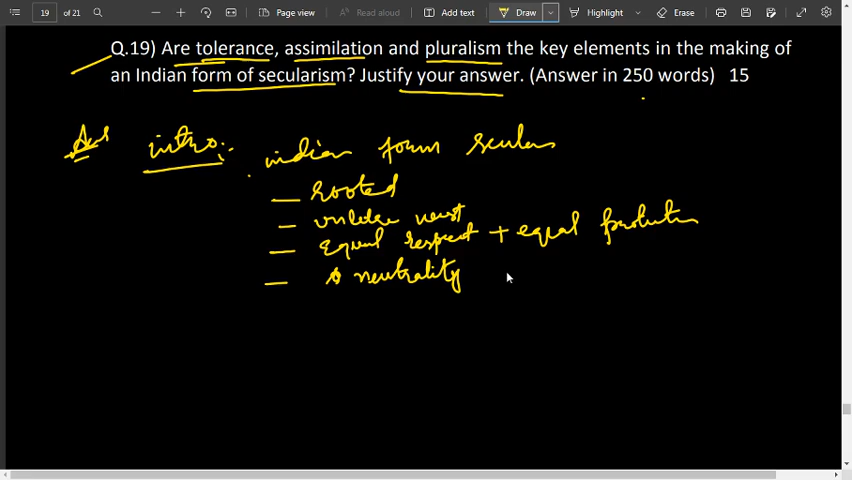 19 of 21 Page view Read aloud Add text Draw Highlight Erase
Q.19) Are tolerance, assimilation and pluralism the key elements in the making of
an Indian form of secularism? Justify your answer. (Answer in 250 words) 15
Ans intro:- indian form secular
— rooted
— unlike west
— Equal respect + equal
— neutrality